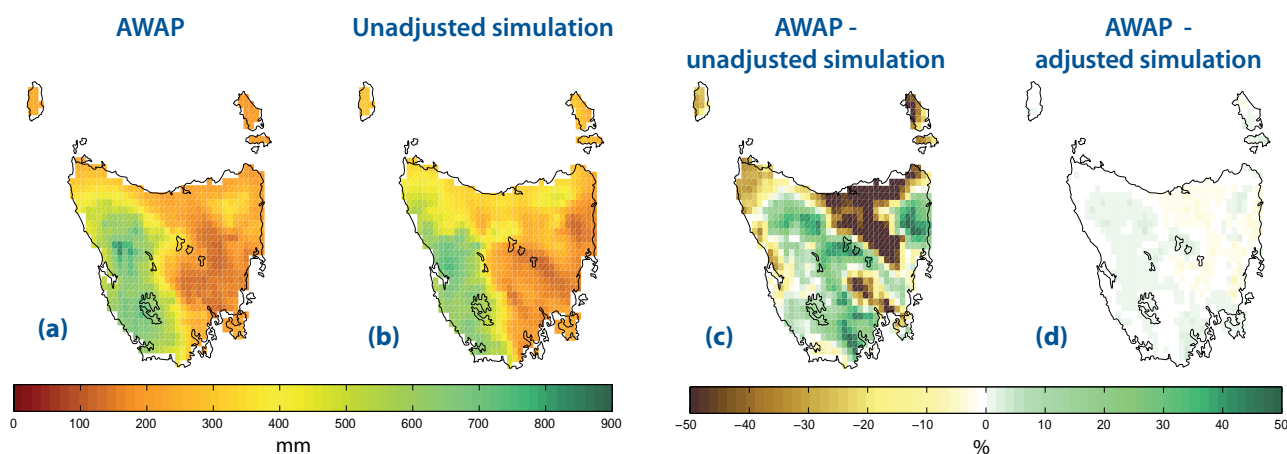 AWAP
Unadjusted simulation
AWAP -
unadjusted simulation
AWAP -
adjusted simulation
(a)
(b)
(c)
(d)
0 100 200 300 400 500 600 700 800 900
mm
−50 −40 −30 −20 −10 0 10 20 30 40 50
%